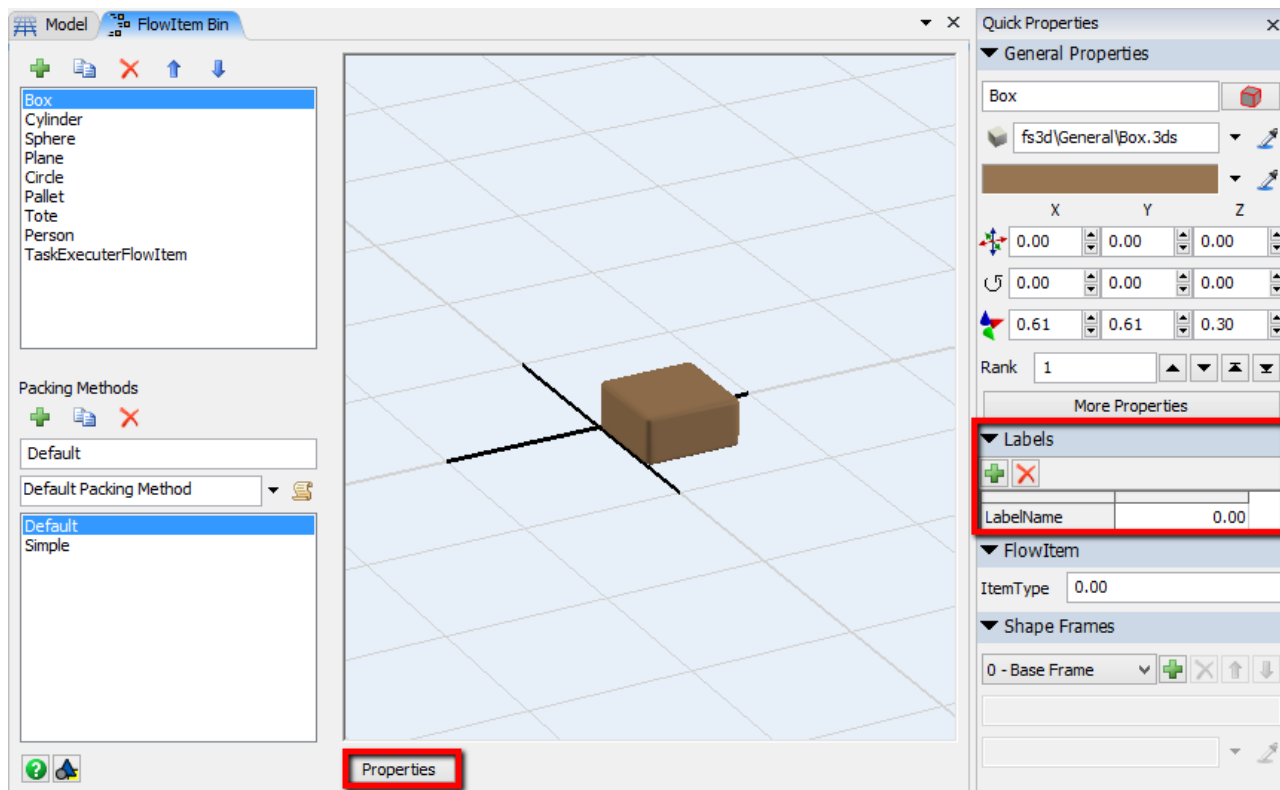 Model
FlowItem Bin
Box
Cylinder
Sphere
Plane
Circle
Pallet
Tote
Person
TaskExecuterFlowItem
Packing Methods
Default
Default Packing Method
Default
Simple
Properties
Quick Properties
General Properties
Box
fs3d\General\Box.3ds
X Y Z
0.00 0.00 0.00
0.00 0.00 0.00
0.61 0.61 0.30
Rank 1
More Properties
Labels
LabelName 0.00
FlowItem
ItemType 0.00
Shape Frames
0 - Base Frame